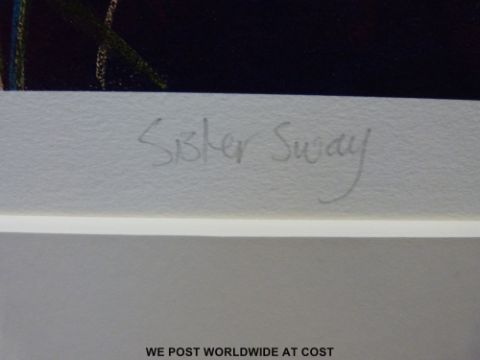 Sister Sway
WE POST WORLDWIDE AT COST